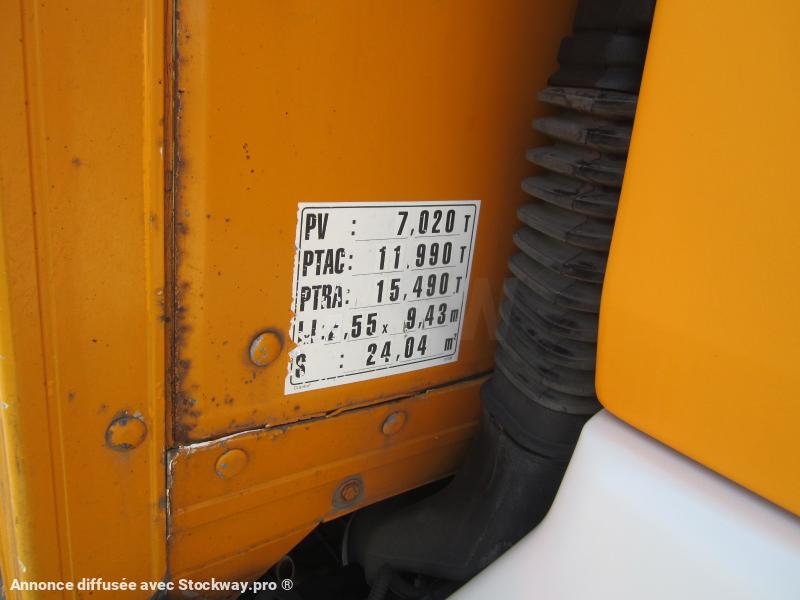 PV : 7,020 T
PTAC: 11,990 T
PTRA: 15,490 T
,55 x 9,43 m
S : 24,04 m²
Annonce diffusée avec Stockway.pro ®